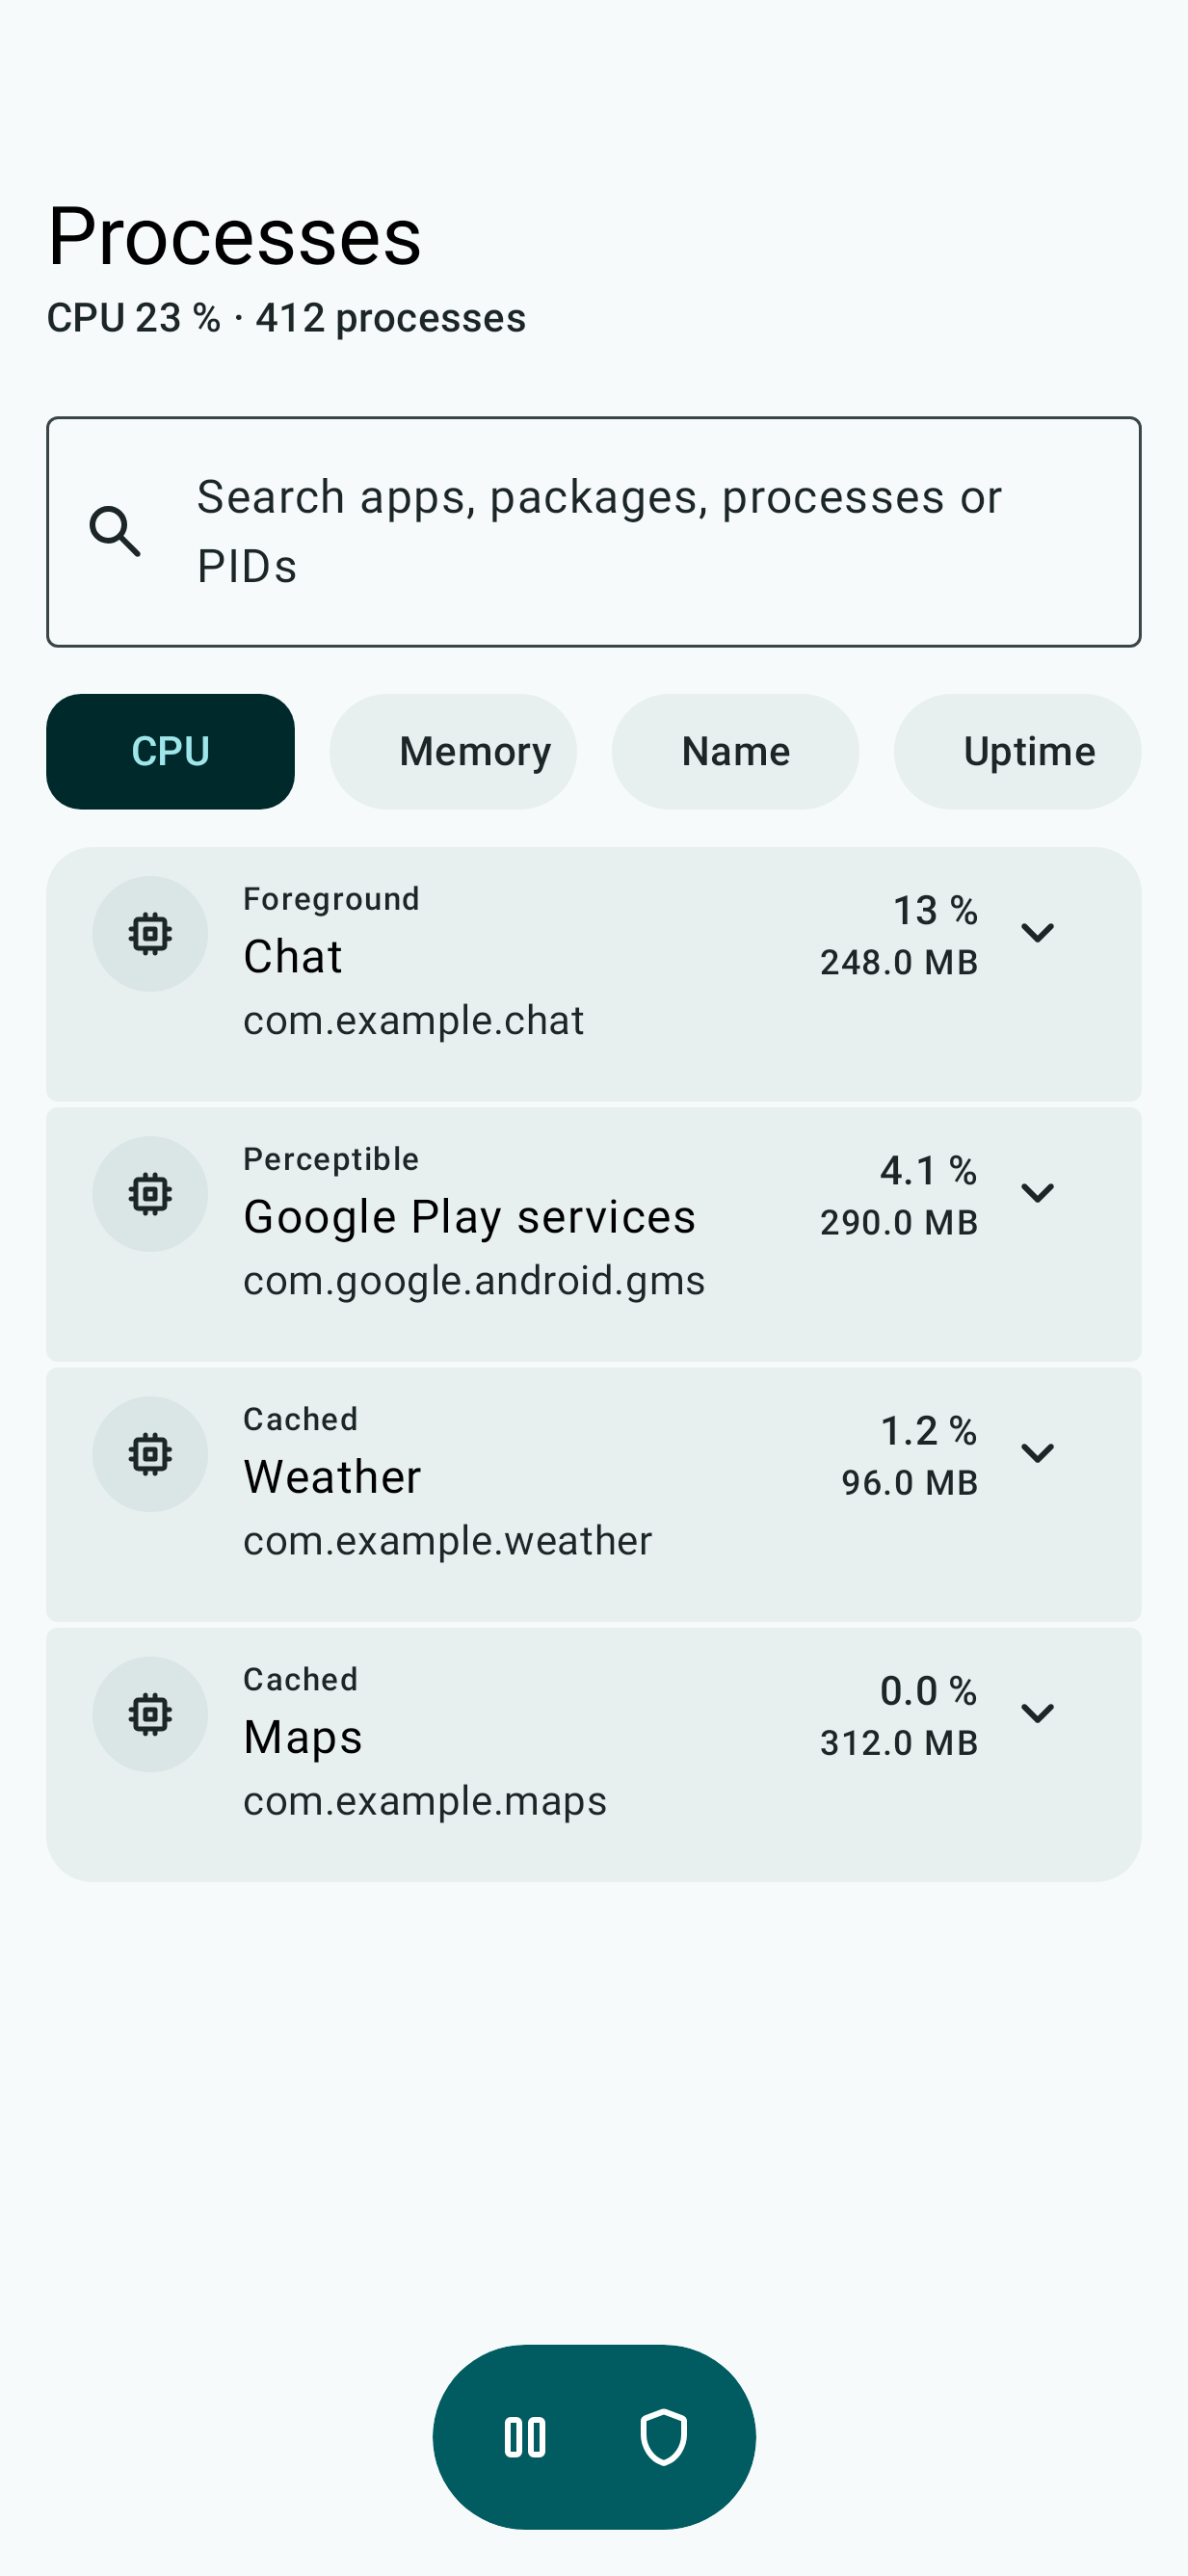 Processes
CPU 23 % · 412 processes
Search apps, packages, processes or
PIDs
CPU Memory Name Uptime
Foreground
Chat
com.example.chat
13 %
248.0 MB
Perceptible
Google Play services
com.google.android.gms
4.1 %
290.0 MB
Cached
Weather
com.example.weather
1.2 %
96.0 MB
Cached
Maps
com.example.maps
0.0 %
312.0 MB